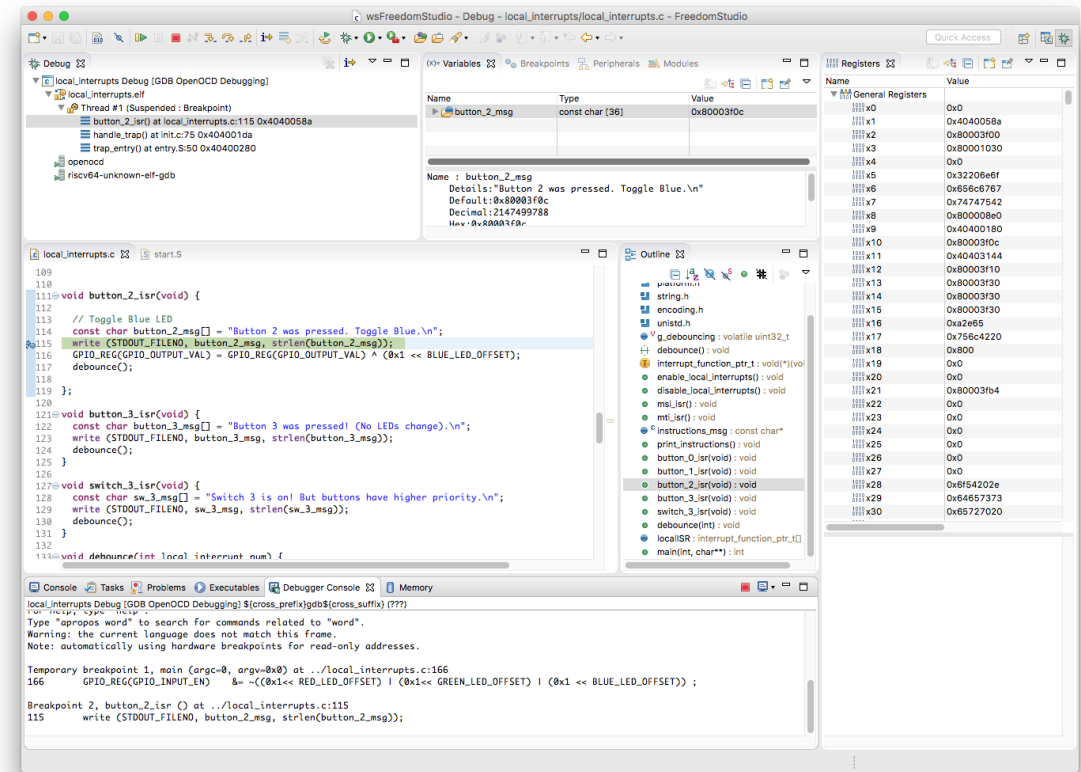 wsFreedomStudio - Debug - local_interrupts/local_interrupts.c - FreedomStudio
Quick Access
Debug
local_interrupts Debug [GDB OpenOCD Debugging]
local_interrupts.elf
Thread #1 (Suspended : Breakpoint)
button_2_isr() at local_interrupts.c:115 0x4040058a
handle_trap() at init.c:75 0x404001da
trap_entry() at entry.S:50 0x40400280
openocd
riscv64-unknown-elf-gdb
(x)= Variables Breakpoints Peripherals Modules
Name Type Value
button_2_msg const char [36] 0x80003f0c
Name : button_2_msg
Details:"Button 2 was pressed. Toggle Blue.\n"
Default:0x80003f0c
Decimal:2147499788
Hex:0x80003f0c
Registers
Name Value
General Registers
x0 0x0
x1 0x4040058a
x2 0x80003f00
x3 0x80001030
x4 0x0
x5 0x32206e6f
x6 0x656c6767
x7 0x74747542
x8 0x800008e0
x9 0x40400180
x10 0x80003f0c
x11 0x40403144
x12 0x80003f10
x13 0x80003f30
x14 0x80003f30
x15 0x80003f30
x16 0xa2e65
x17 0x756c4220
x18 0x800
x19 0x0
x20 0x0
x21 0x80003fb4
x22 0x0
x23 0x0
x24 0x0
x25 0x0
x26 0x0
x27 0x0
x28 0x6f54202e
x29 0x64657373
x30 0x65727020
local_interrupts.c start.S
109
110
111 void button_2_isr(void) {
112
113 // Toggle Blue LED
114 const char button_2_msg[] = "Button 2 was pressed. Toggle Blue.\n";
115 write (STDOUT_FILENO, button_2_msg, strlen(button_2_msg));
116 GPIO_REG(GPIO_OUTPUT_VAL) = GPIO_REG(GPIO_OUTPUT_VAL) ^ (0x1 << BLUE_LED_OFFSET);
117 debounce();
118
119 };
120
121 void button_3_isr(void) {
122 const char button_3_msg[] = "Button 3 was pressed! (No LEDs change).\n";
123 write (STDOUT_FILENO, button_3_msg, strlen(button_3_msg));
124 debounce();
125 }
126
127 void switch_3_isr(void) {
128 const char sw_3_msg[] = "Switch 3 is on! But buttons have higher priority.\n";
129 write (STDOUT_FILENO, sw_3_msg, strlen(sw_3_msg));
130 debounce();
131 }
132
133 void debounce(int local_interrupt_num) {
Outline
platform.h
string.h
encoding.h
unistd.h
g_debouncing : volatile uint32_t
debounce() : void
interrupt_function_ptr_t : void(*)(voi
enable_local_interrupts() : void
disable_local_interrupts() : void
msi_isr() : void
mti_isr() : void
instructions_msg : const char*
print_instructions() : void
button_0_isr(void) : void
button_1_isr(void) : void
button_2_isr(void) : void
button_3_isr(void) : void
switch_3_isr(void) : void
debounce(int) : void
localISR : interrupt_function_ptr_t[]
main(int, char**) : int
Console Tasks Problems Executables Debugger Console Memory
local_interrupts Debug [GDB OpenOCD Debugging] ${cross_prefix}gdb${cross_suffix} (???)
For help, type "help".
Type "apropos word" to search for commands related to "word".
Warning: the current language does not match this frame.
Note: automatically using hardware breakpoints for read-only addresses.
Temporary breakpoint 1, main (argc=0, argv=0x0) at ../local_interrupts.c:166
166 GPIO_REG(GPIO_INPUT_EN) &= ~((0x1<< RED_LED_OFFSET) | (0x1<< GREEN_LED_OFFSET) | (0x1 << BLUE_LED_OFFSET)) ;
Breakpoint 2, button_2_isr () at ../local_interrupts.c:115
115 write (STDOUT_FILENO, button_2_msg, strlen(button_2_msg));